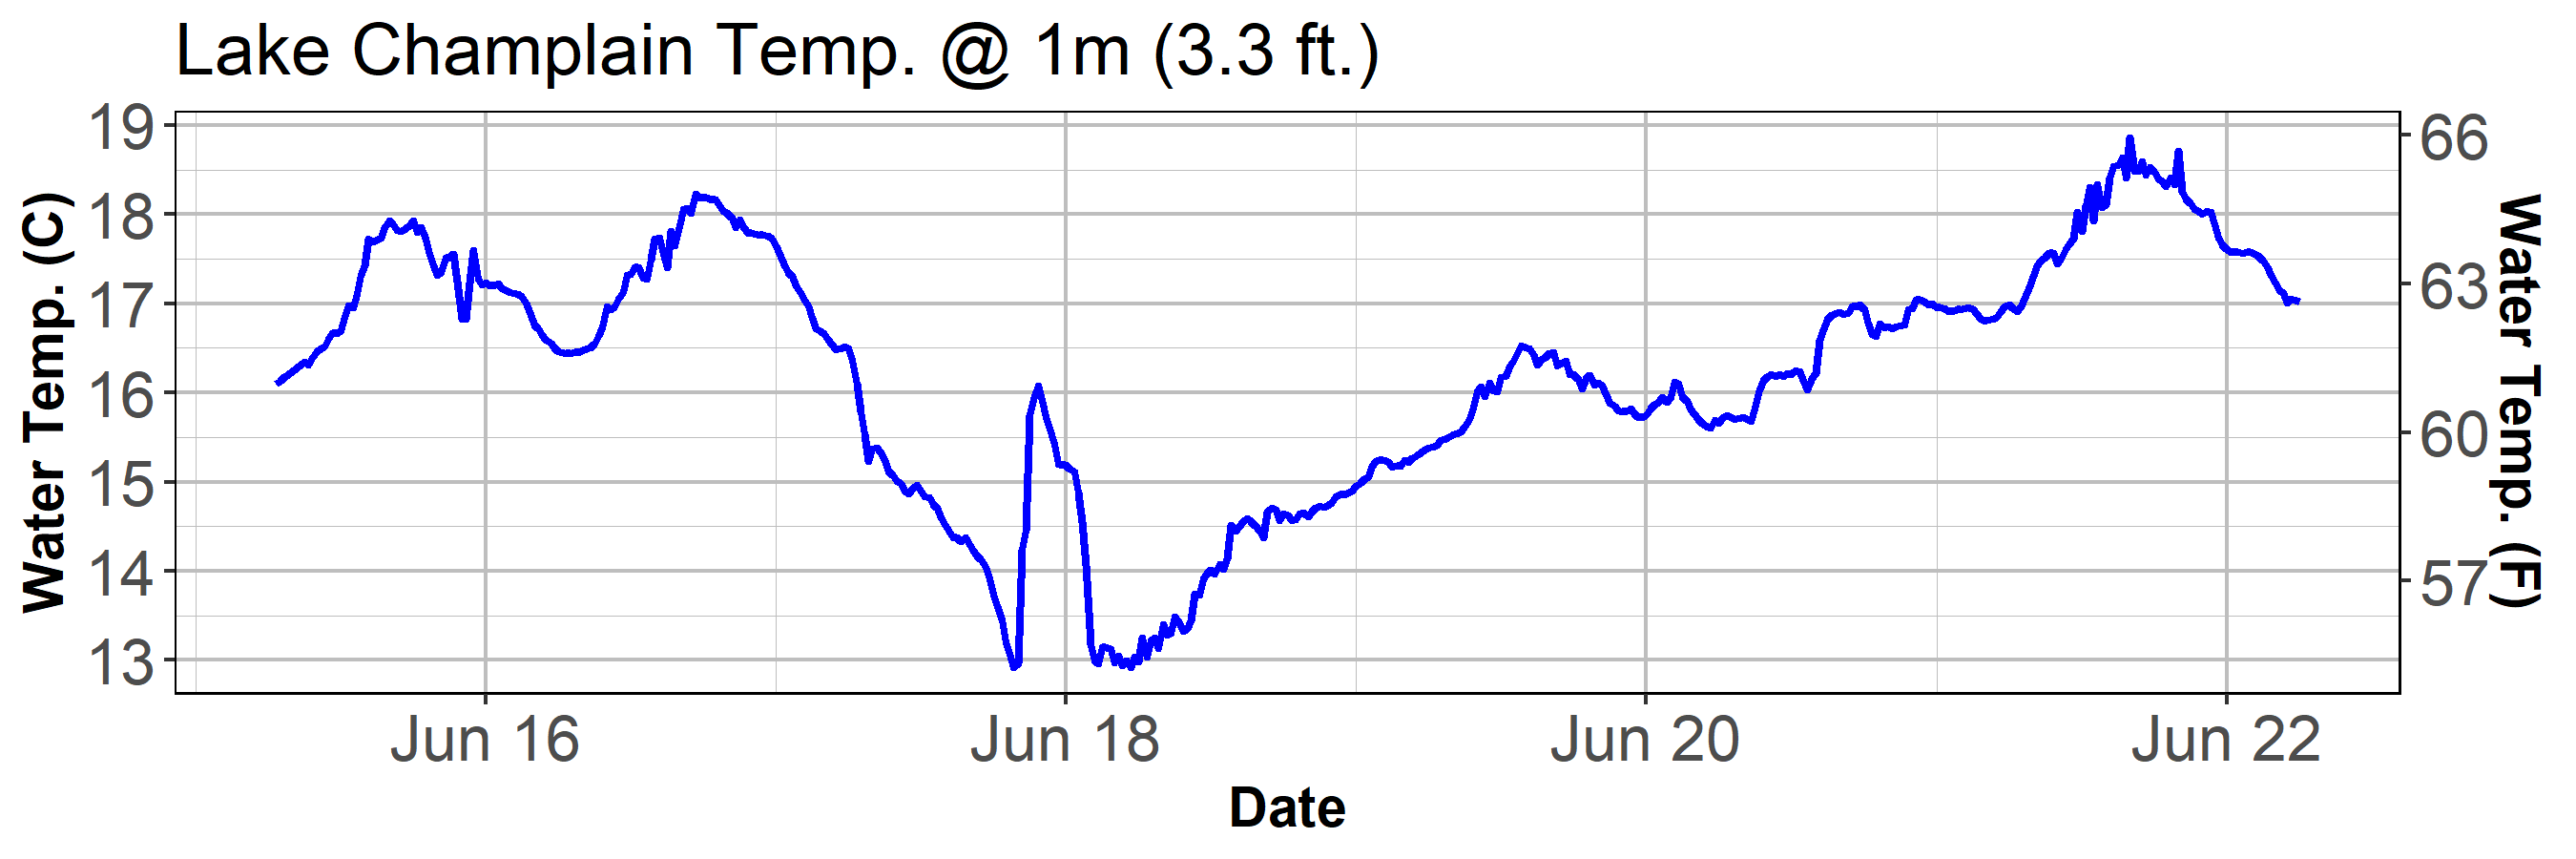 Lake Champlain Temp. @ 1m (3.3 ft.)
Water Temp. (C)
19
18
17
16
15
14
13
66
63
60
57
Water Temp. (F)
Jun 16
Jun 18
Jun 20
Jun 22
Date